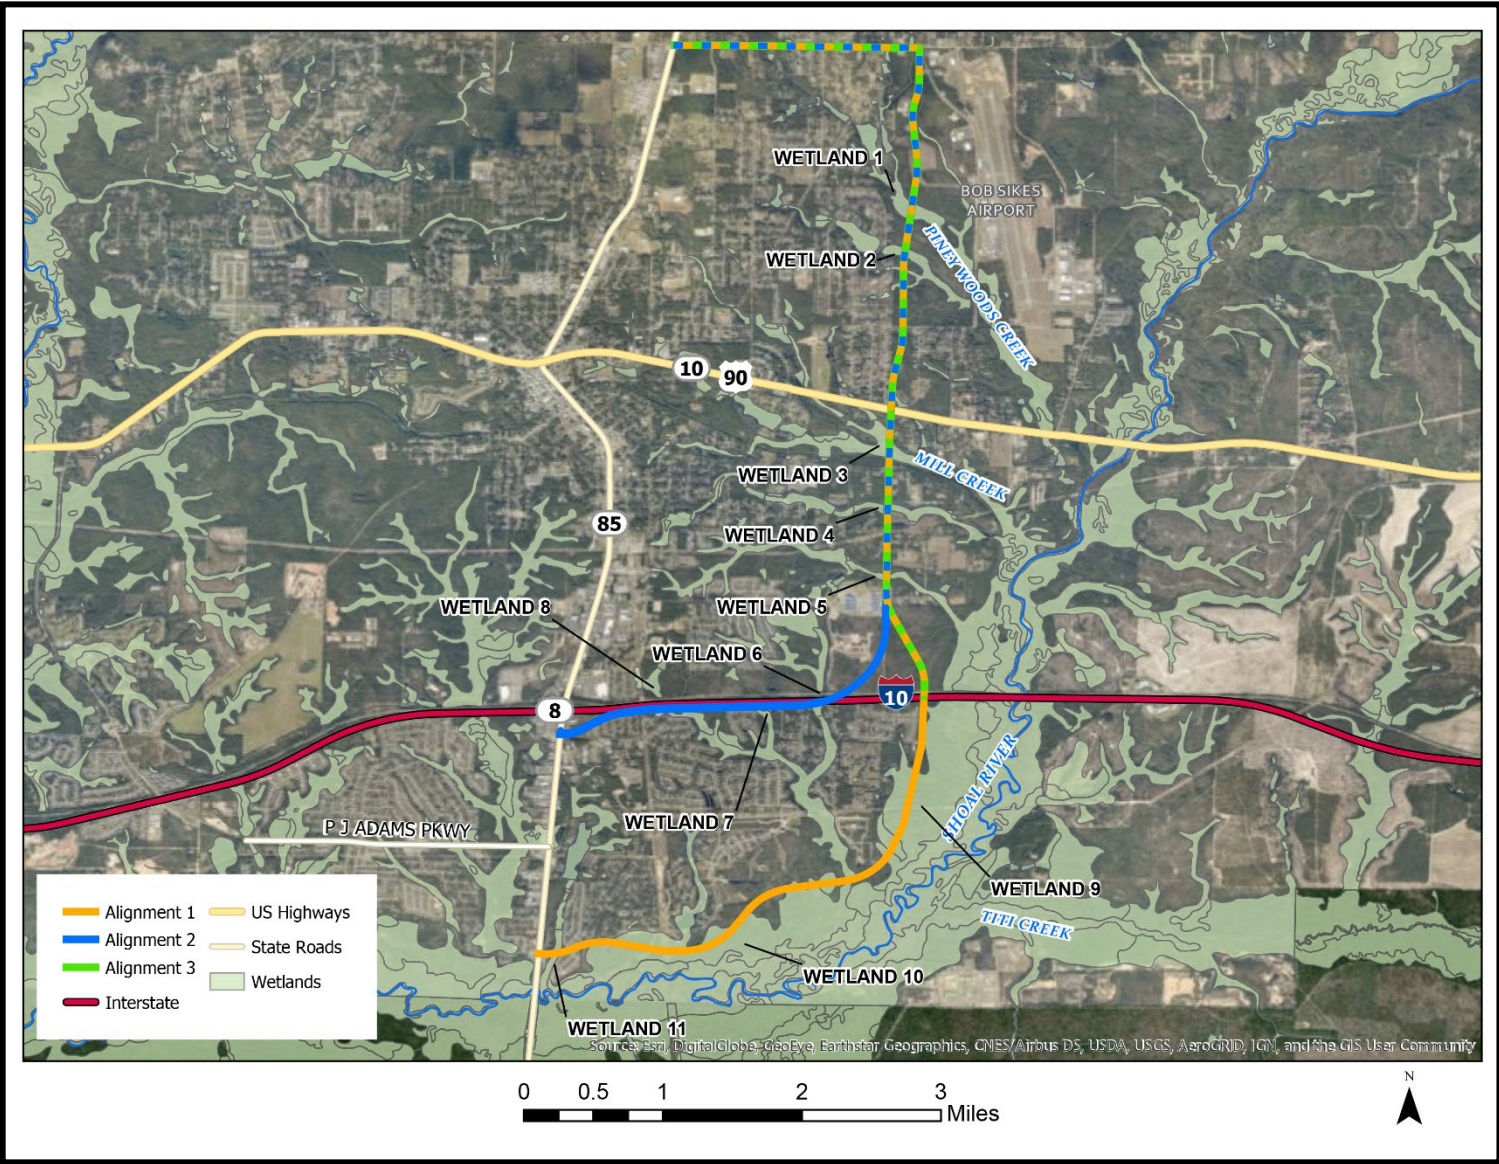 WETLAND 1
BOB SIKES
AIRPORT
PINEY WOODS CREEK
WETLAND 2
10
90
WETLAND 3
MILL CREEK
85
WETLAND 4
WETLAND 5
WETLAND 8
WETLAND 6
10
8
SHOAL RIVER
WETLAND 7
P J ADAMS PKWY
WETLAND 9
TITI CREEK
WETLAND 10
WETLAND 11
Alignment 1
Alignment 2
Alignment 3
Interstate
US Highways
State Roads
Wetlands
Source: Esri, DigitalGlobe, GeoEye, Earthstar Geographics, CNES/Airbus DS, USDA, USGS, AeroGRID, IGN, and the GIS User Community
0 0.5 1 2 3
Miles
N